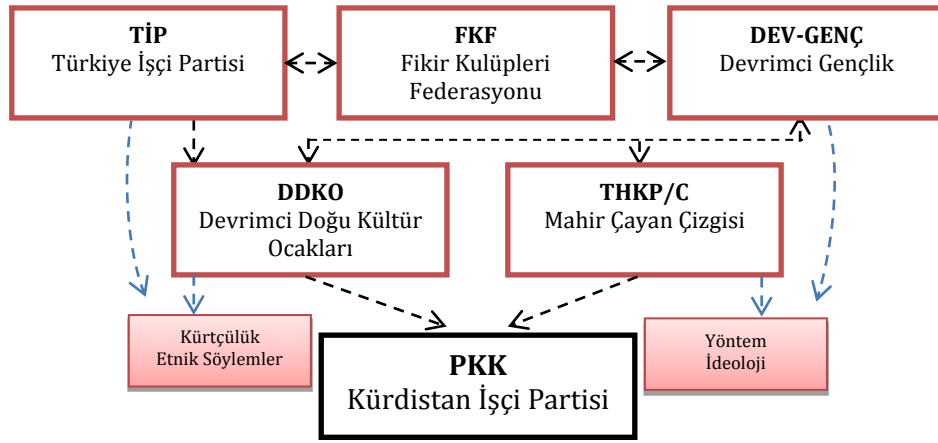 TİP
Türkiye İşçi Partisi
FKF
Fikir Kulüpleri
Federasyonu
DEV-GENÇ
Devrimci Gençlik
DDKO
Devrimci Doğu Kültür
Ocakları
THKP/C
Mahir Çayan Çizgisi
Kürtçülük
Etnik Söylemler
PKK
Kürdistan İşçi Partisi
Yöntem
İdeoloji